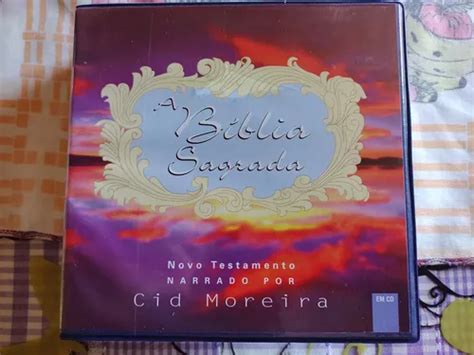 A
Bíblia
Sagrada
Novo Testamento
NARRADO POR
Cid Moreira
EM CD